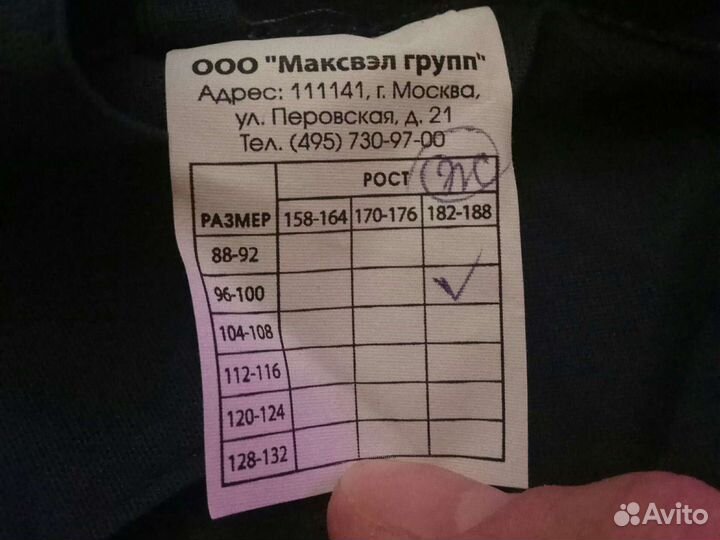 ООО "Максвэл групп"
Адрес: 111141, г. Москва,
ул. Перовская, д. 21
Тел. (495) 730-97-00
РОСТ
РАЗМЕР 158-164 170-176 182-188
88-92
96-100
104-108
112-116
120-124
128-132
Avito